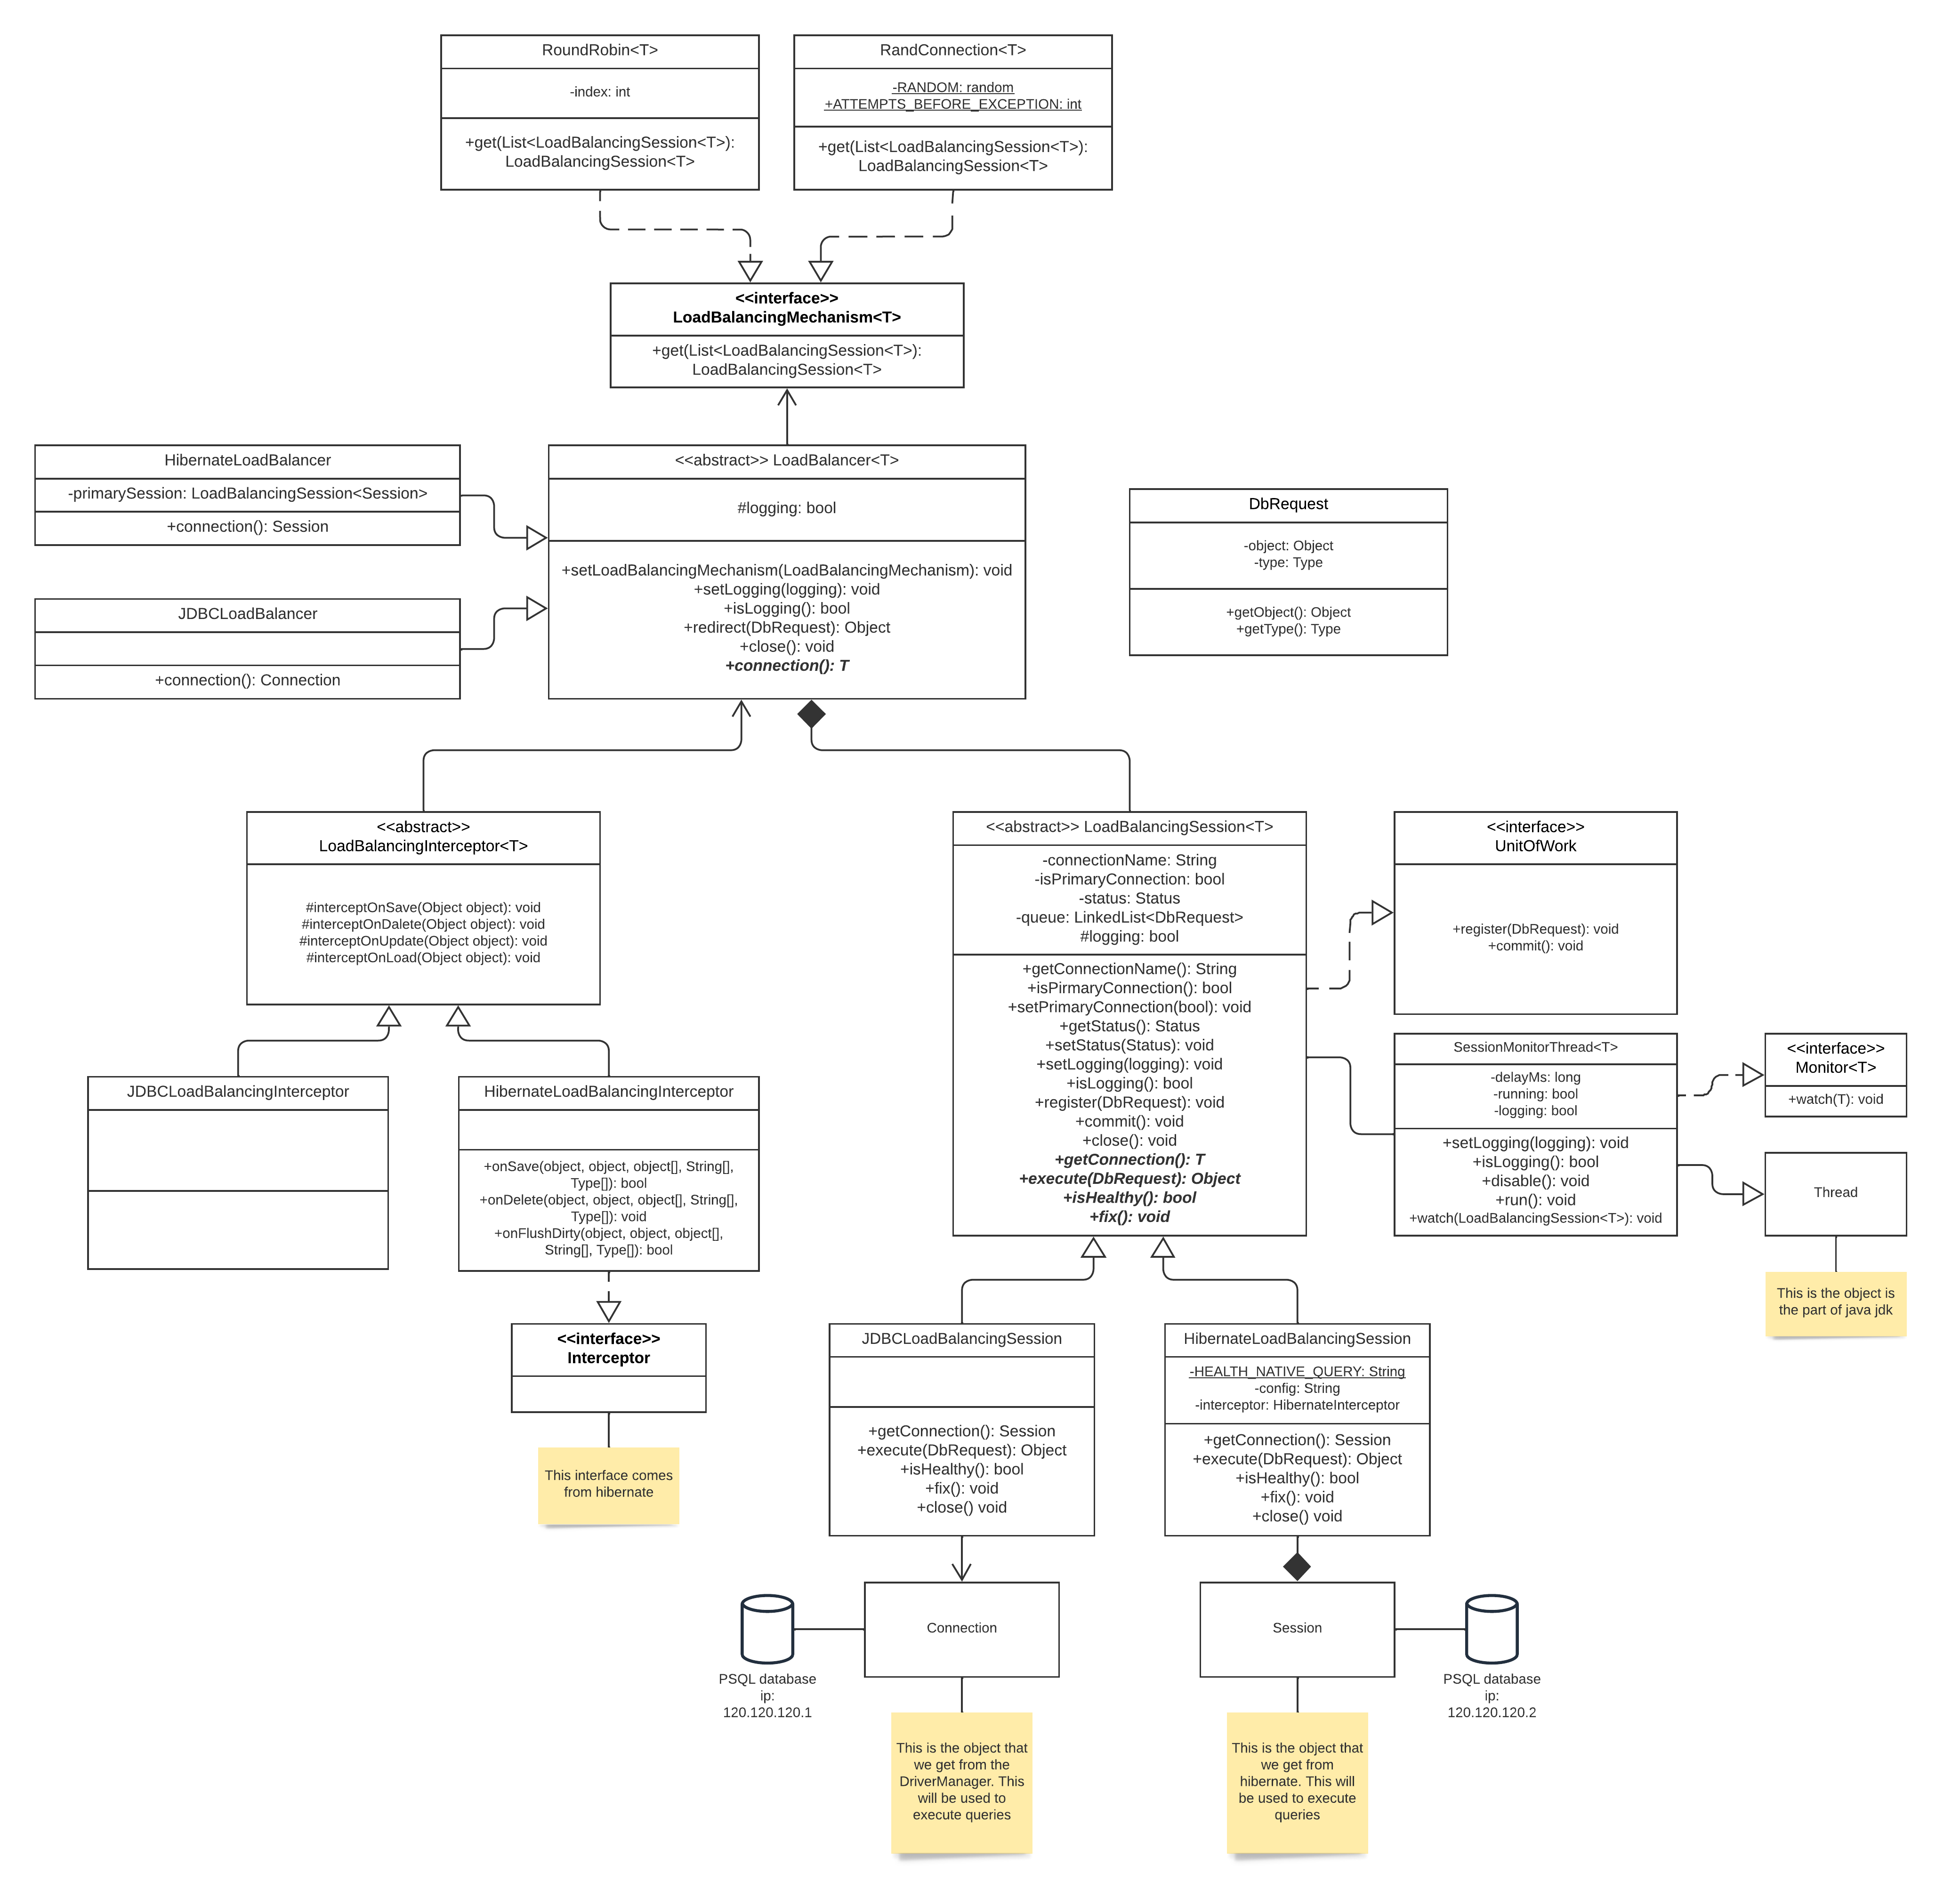 RoundRobin<T>
-index: int
+get(List<LoadBalancingSession<T>):
LoadBalancingSession<T>
RandConnection<T>
-RANDOM: random
+ATTEMPTS_BEFORE_EXCEPTION: int
+get(List<LoadBalancingSession<T>):
LoadBalancingSession<T>
<<interface>>
LoadBalancingMechanism<T>
+get(List<LoadBalancingSession<T>):
LoadBalancingSession<T>
HibernateLoadBalancer
-primarySession: LoadBalancingSession<Session>
+connection(): Session
JDBCLoadBalancer
+connection(): Connection
<<abstract>> LoadBalancer<T>
#logging: bool
+setLoadBalancingMechanism(LoadBalancingMechanism): void
+setLogging(logging): void
+isLogging(): bool
+redirect(DbRequest): Object
+close(): void
+connection(): T
DbRequest
-object: Object
-type: Type
+getObject(): Object
+getType(): Type
<<abstract>>
LoadBalancingInterceptor<T>
#interceptOnSave(Object object): void
#interceptOnDalete(Object object): void
#interceptOnUpdate(Object object): void
#interceptOnLoad(Object object): void
<<abstract>> LoadBalancingSession<T>
-connectionName: String
-isPrimaryConnection: bool
-status: Status
-queue: LinkedList<DbRequest>
#logging: bool
+getConnectionName(): String
+isPirmaryConnection(): bool
+setPrimaryConnection(bool): void
+getStatus(): Status
+setStatus(Status): void
+setLogging(logging): void
+isLogging(): bool
+register(DbRequest): void
+commit(): void
+close(): void
+getConnection(): T
+execute(DbRequest): Object
+isHealthy(): bool
+fix(): void
<<interface>>
UnitOfWork
+register(DbRequest): void
+commit(): void
SessionMonitorThread<T>
-delayMs: long
-running: bool
-logging: bool
+setLogging(logging): void
+isLogging(): bool
+disable(): void
+run(): void
+watch(LoadBalancingSession<T>): void
<<interface>>
Monitor<T>
+watch(T): void
Thread
This is the object is
the part of java jdk
JDBCLoadBalancingInterceptor
HibernateLoadBalancingInterceptor
+onSave(object, object, object[], String[],
Type[]): bool
+onDelete(object, object, object[], String[],
Type[]): void
+onFlushDirty(object, object, object[],
String[], Type[]): bool
<<interface>>
Interceptor
This interface comes
from hibernate
JDBCLoadBalancingSession
+getConnection(): Session
+execute(DbRequest): Object
+isHealthy(): bool
+fix(): void
+close() void
HibernateLoadBalancingSession
-HEALTH_NATIVE_QUERY: String
-config: String
-interceptor: HibernateInterceptor
+getConnection(): Session
+execute(DbRequest): Object
+isHealthy(): bool
+fix(): void
+close() void
PSQL database
ip:
120.120.120.1
Connection
Session
PSQL database
ip:
120.120.120.2
This is the object that
we get from the
DriverManager. This
will be used to
execute queries
This is the object that
we get from
hibernate. This will
be used to execute
queries